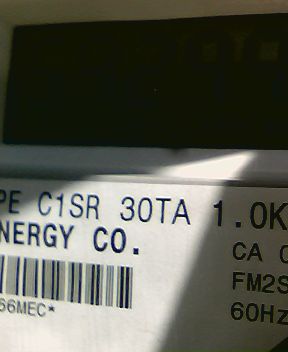 PE C1SR 30TA 1.0K
NERGY CO.
CA
FM2S
60Hz
66MEC*